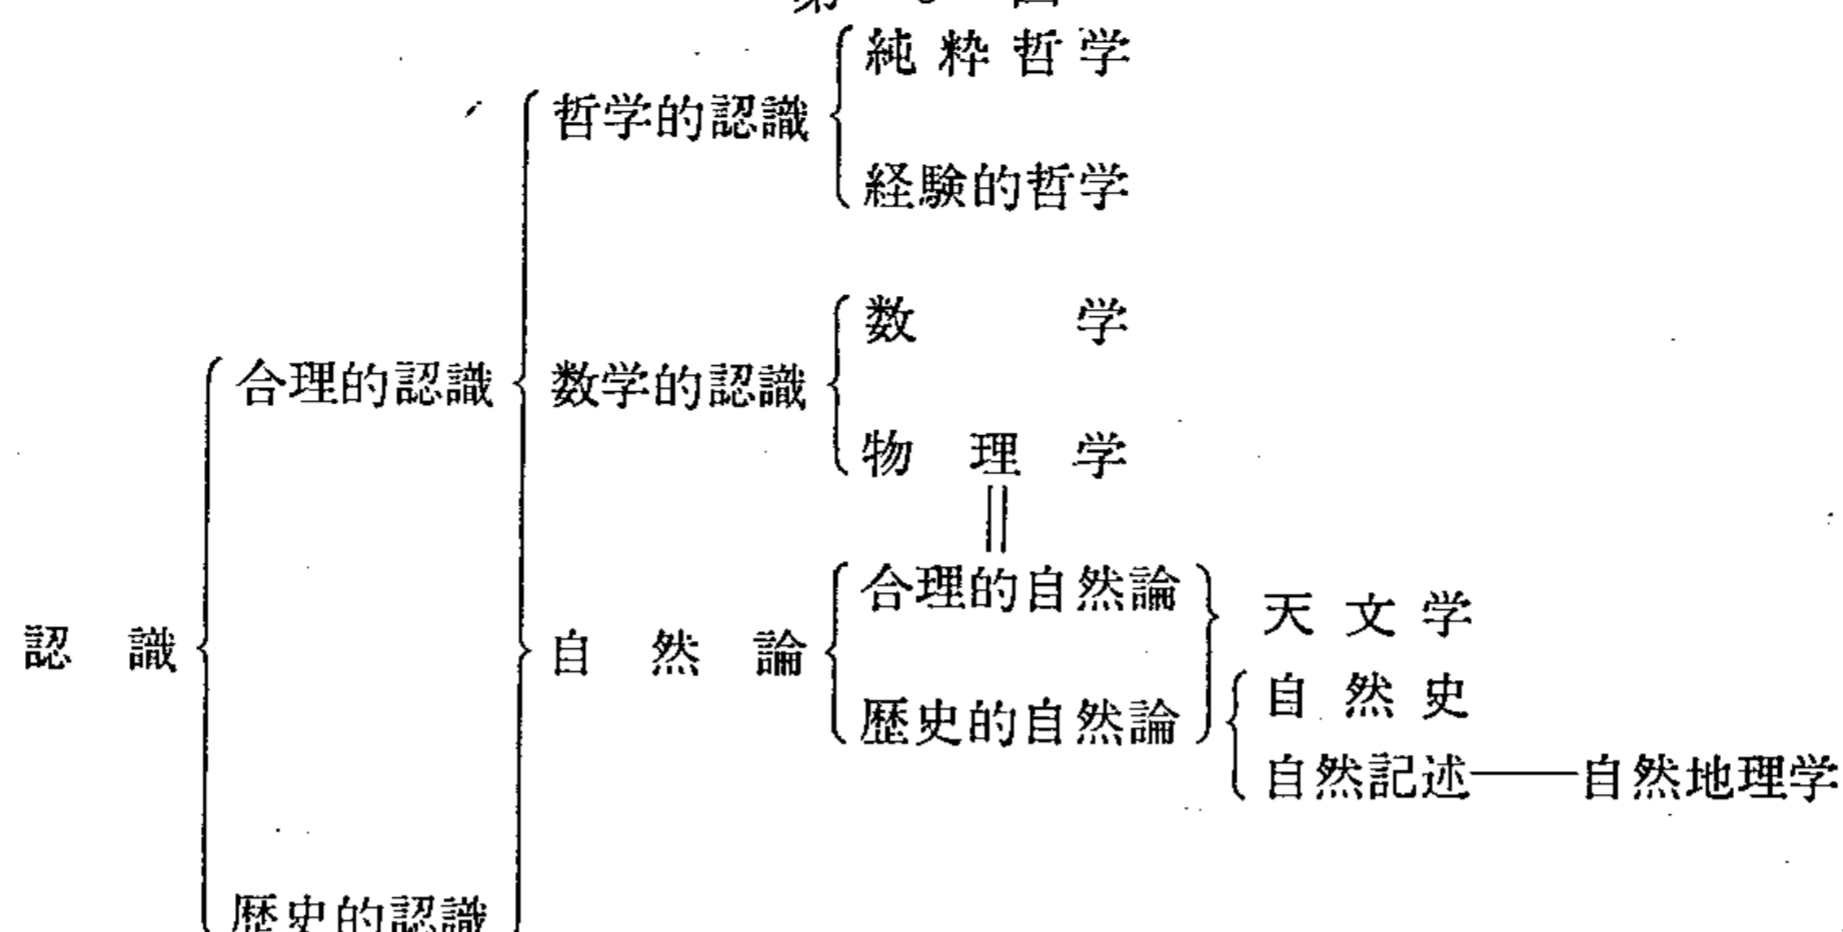 純粋哲学
哲学的認識
経験的哲学
数学
合理的認識 数学的認識
物理学
合理的自然論
天文学
認識 自然論
自然史
歴史的自然論
自然記述――自然地理学
歴史的認識